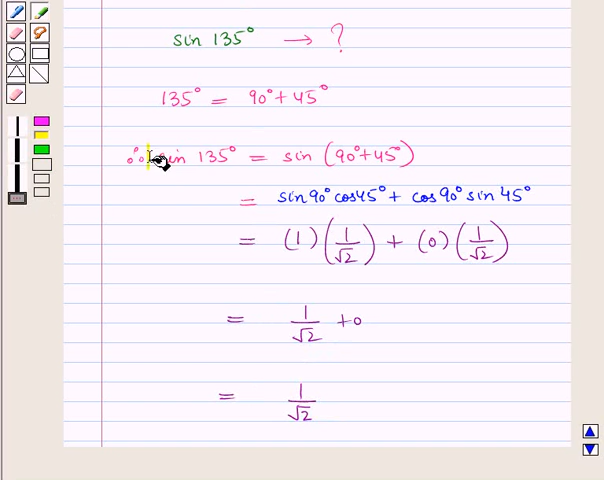 sin 135° → ?
135° = 90° + 45°
∴ sin 135° = sin (90° + 45°)
= sin 90° cos 45° + cos 90° sin 45°
= (1) (1/√2) + (0) (1/√2)
= 1/√2 + 0
= 1/√2